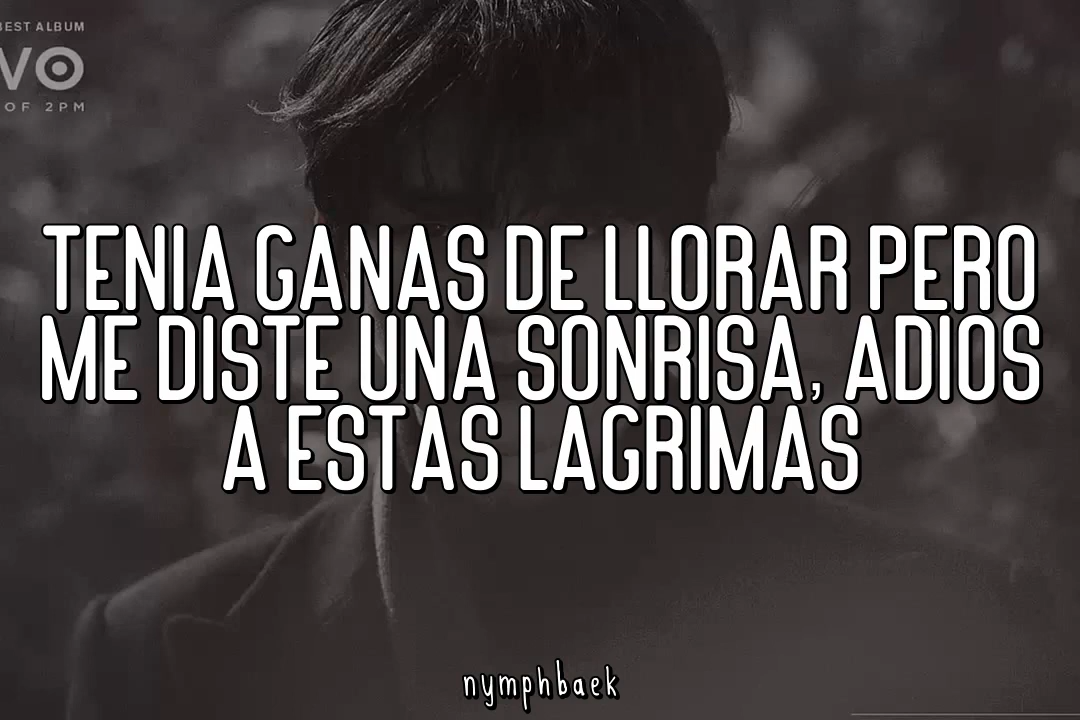 BEST ALBUM
VO
OF 2PM
TENIA GANAS DE LLORAR PERO
ME DISTE UNA SONRISA, ADIOS
A ESTAS LAGRIMAS
nymphbaek